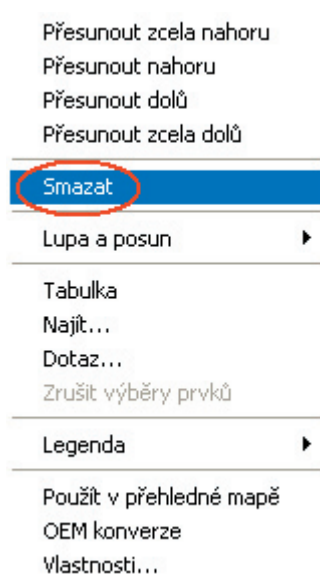 Přesunout zcela nahoru
Přesunout nahoru
Přesunout dolů
Přesunout zcela dolů
Smazat
Lupa a posun
Tabulka
Najít...
Dotaz...
Zrušit výběry prvků
Legenda
Použít v přehledné mapě
OEM konverze
Vlastnosti...